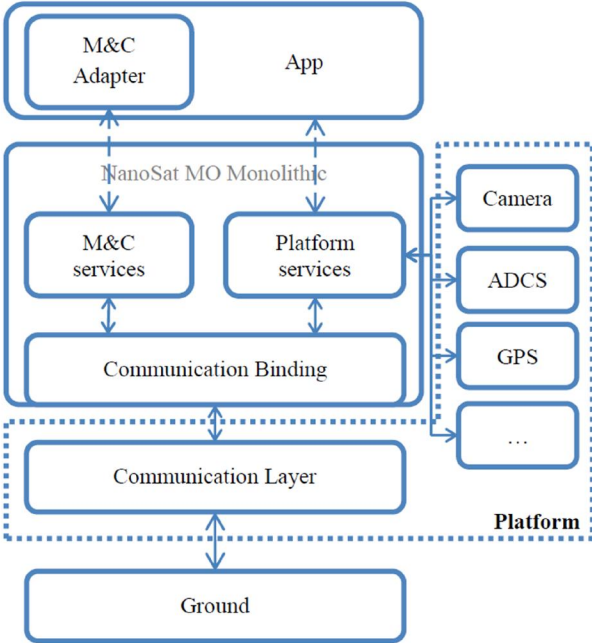 M&C
Adapter
App
NanoSat MO Monolithic
M&C
services
Platform
services
Camera
ADCS
GPS
...
Communication Binding
Communication Layer
Platform
Ground